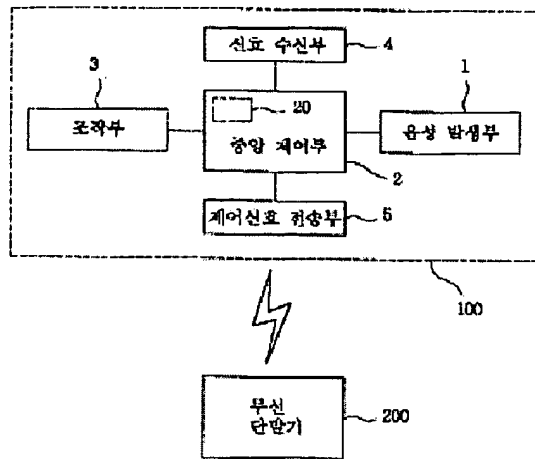 신호 수신부
4
3
1
20
조작부
중앙 제어부
음성 발생부
2
제어신호 전송부
5
100
무선
단말기
200